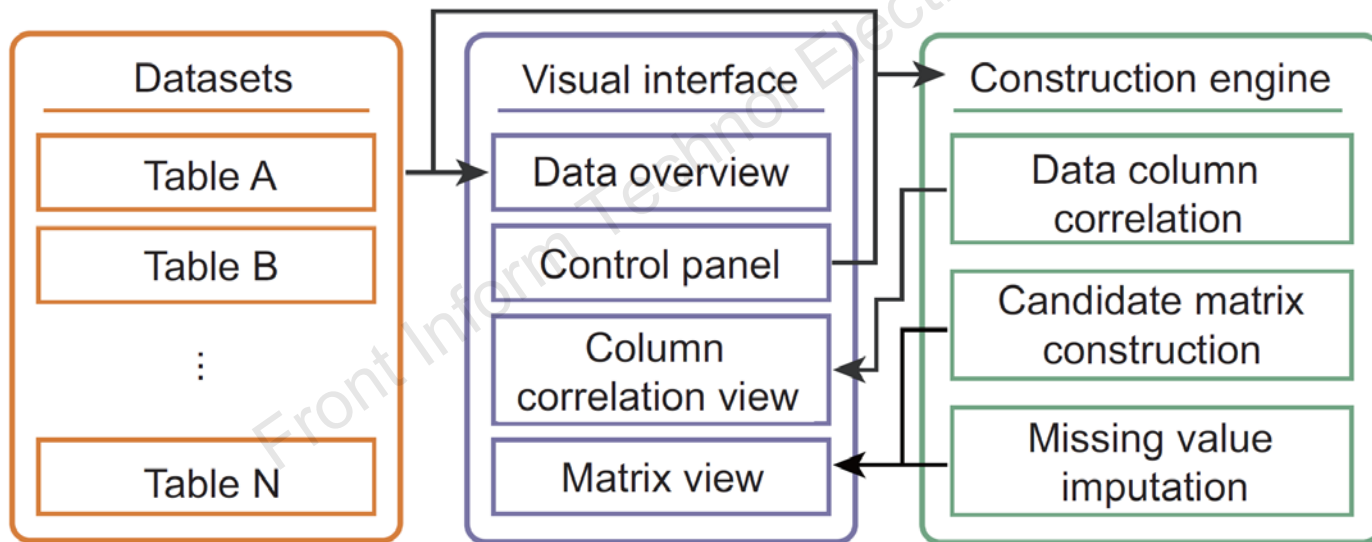 Datasets
Table A
Table B
⋮
Table N
Visual interface
Data overview
Control panel
Column
correlation view
Matrix view
Construction engine
Data column
correlation
Candidate matrix
construction
Missing value
imputation
Front Inform Technol Electr